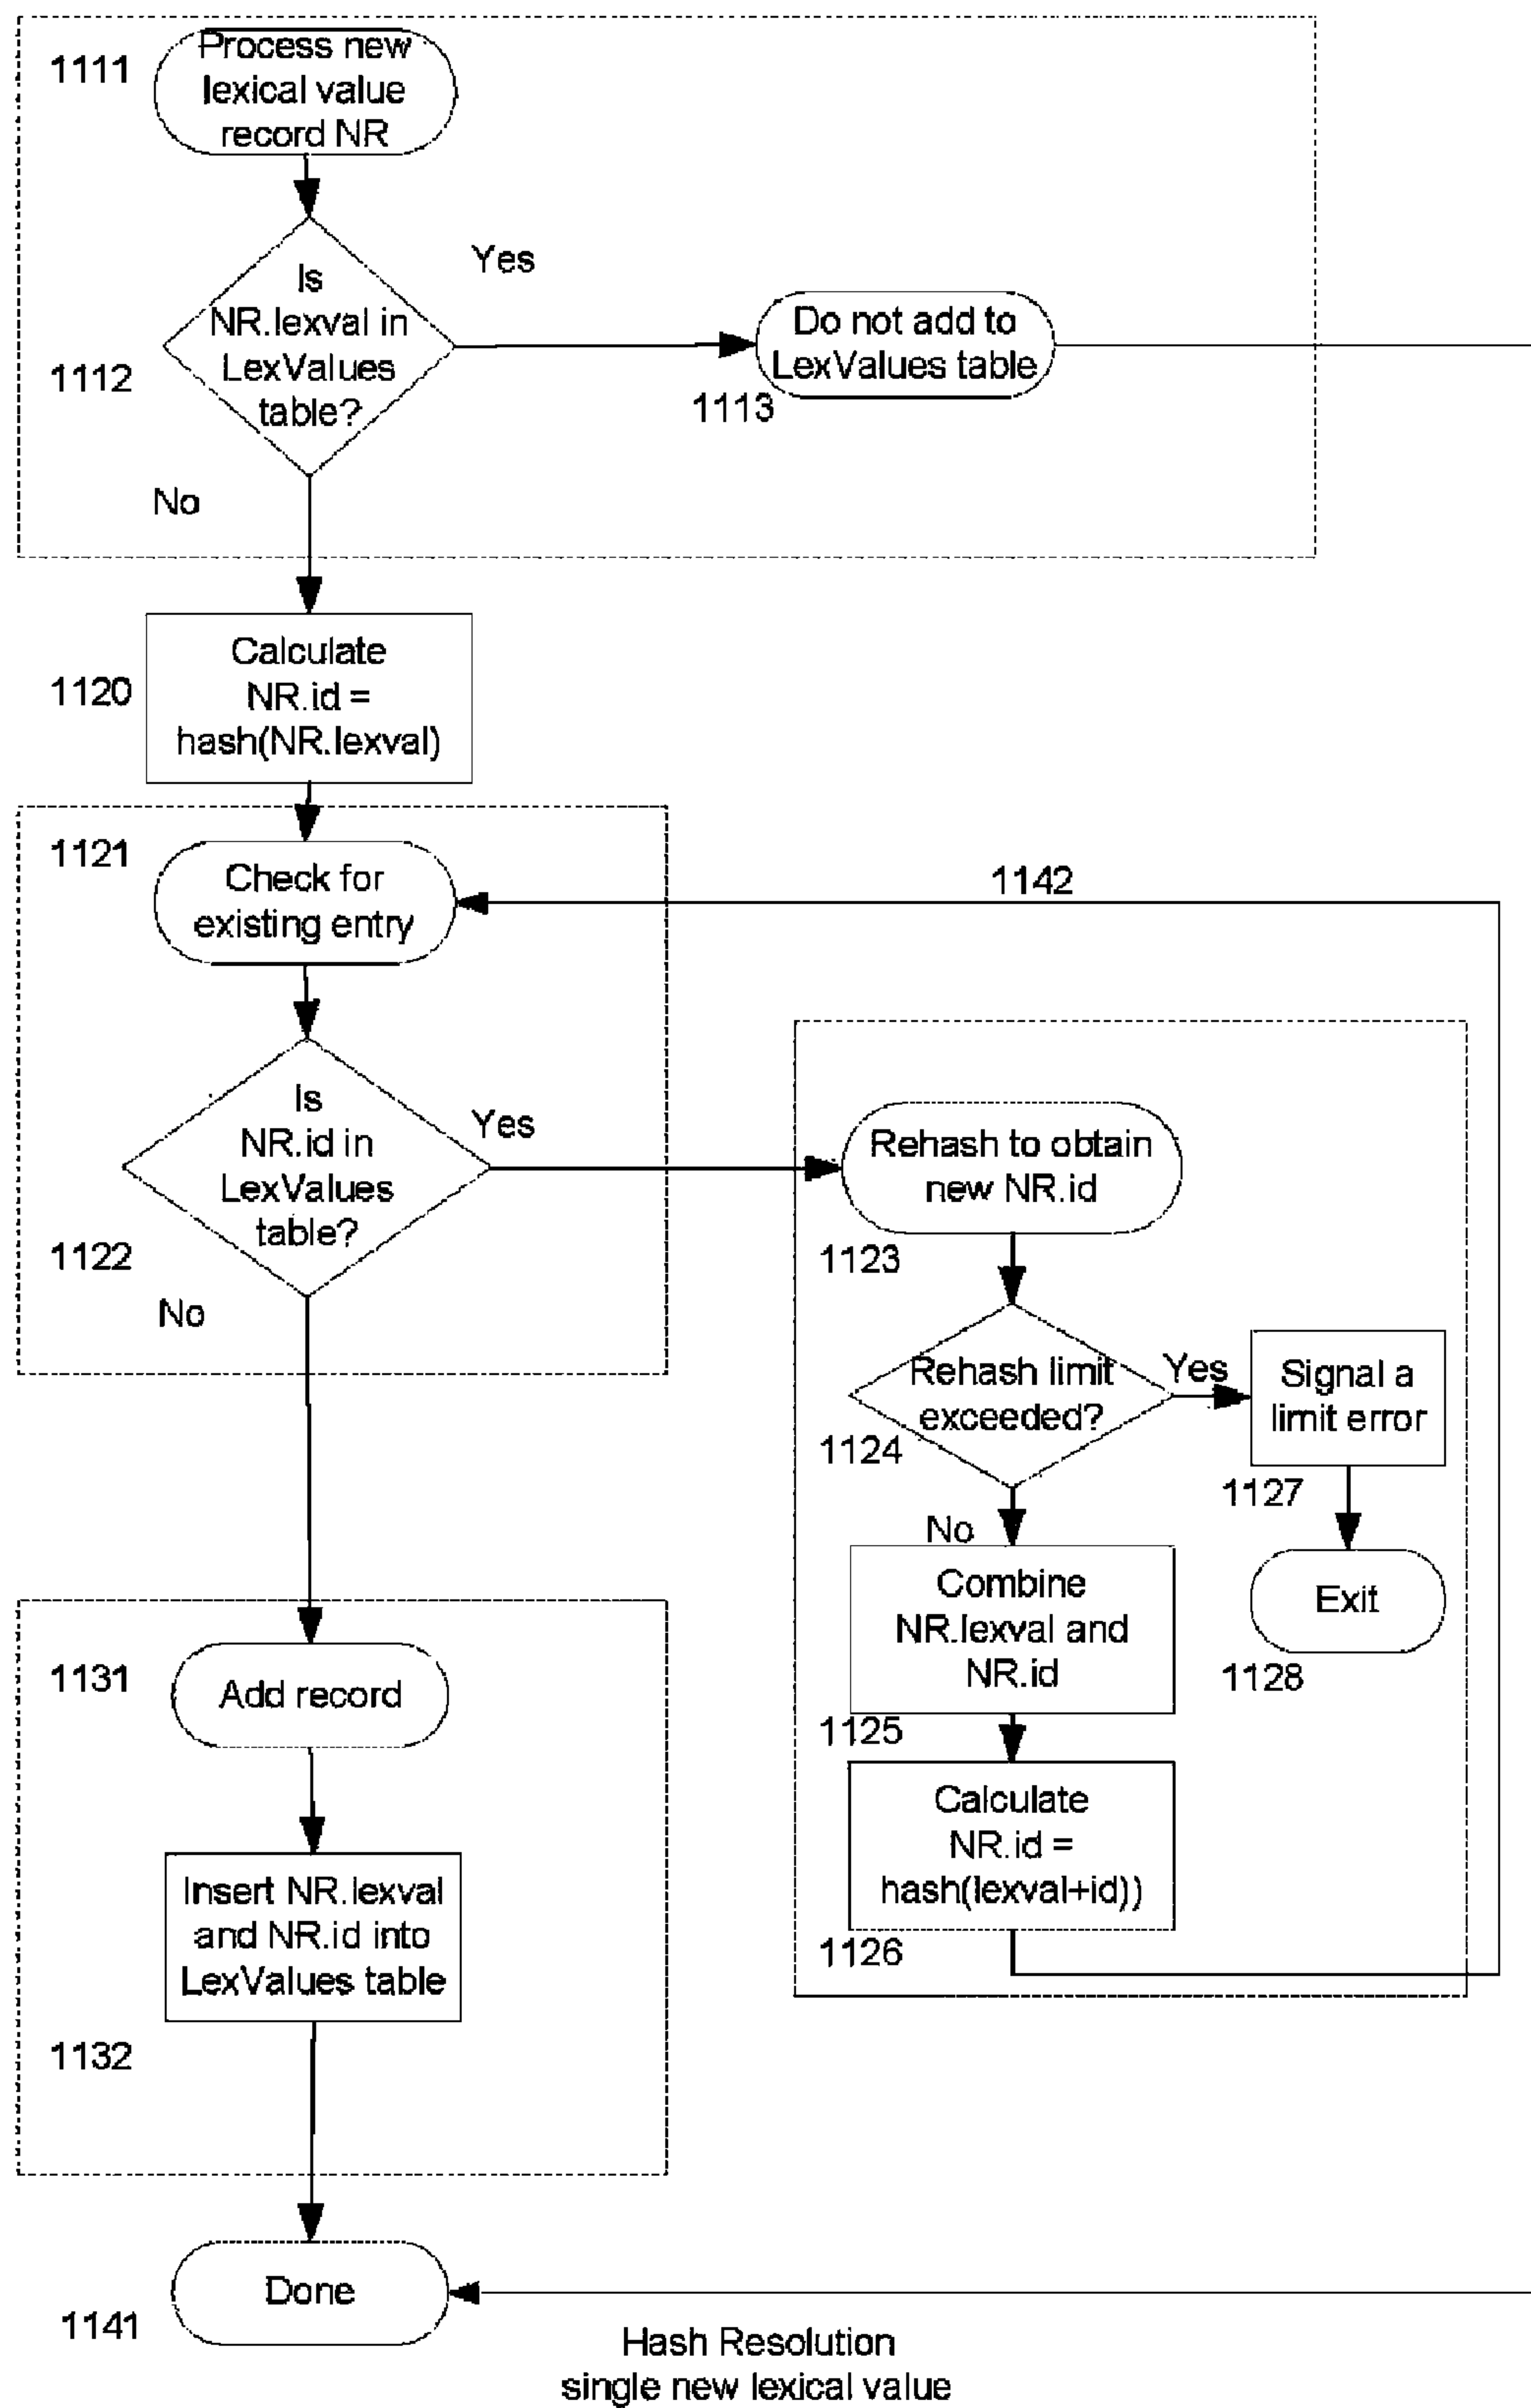 1111
Process new
lexical value
record NR
Is
NR.lexval in
LexValues
table?
1112
Yes
Do not add to
LexValues table
1113
No
1120
Calculate
NR.id =
hash(NR.lexval)
1121
Check for
existing entry
1142
Is
NR.id in
LexValues
table?
1122
Yes
No
Rehash to obtain
new NR.id
1123
Rehash limit
exceeded?
1124
Yes
Signal a
limit error
1127
Exit
1128
No
Combine
NR.lexval and
NR.id
1125
Calculate
NR.id =
hash(lexval+id))
1126
1131
Add record
Insert NR.lexval
and NR.id into
LexValues table
1132
Done
1141
Hash Resolution
single new lexical value